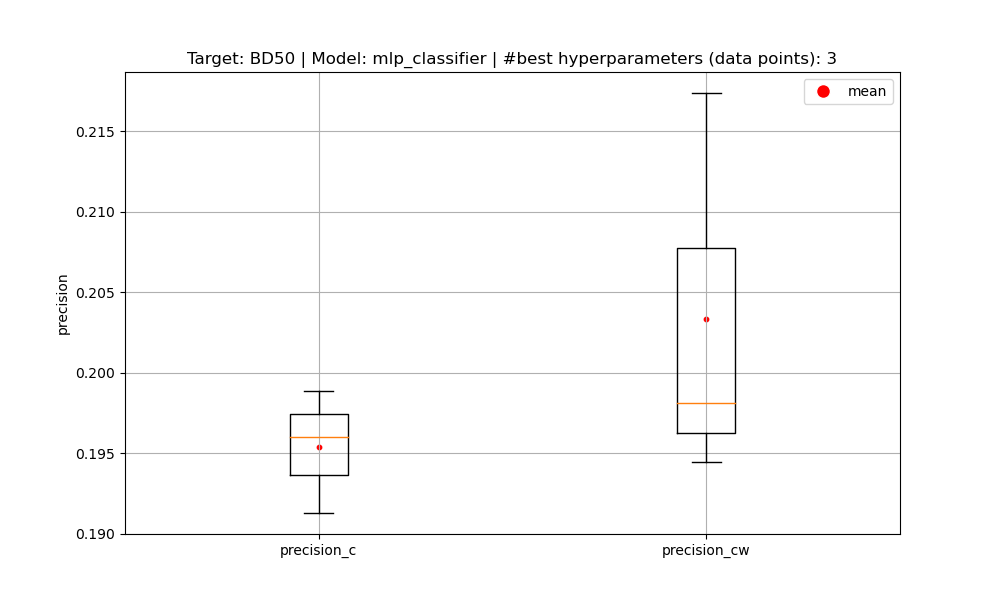 Target: BD50 | Model: mlp_classifier | #best hyperparameters (data points): 3
mean
0.215
0.210
0.205
0.200
0.195
0.190
precision
precision_c
precision_cw